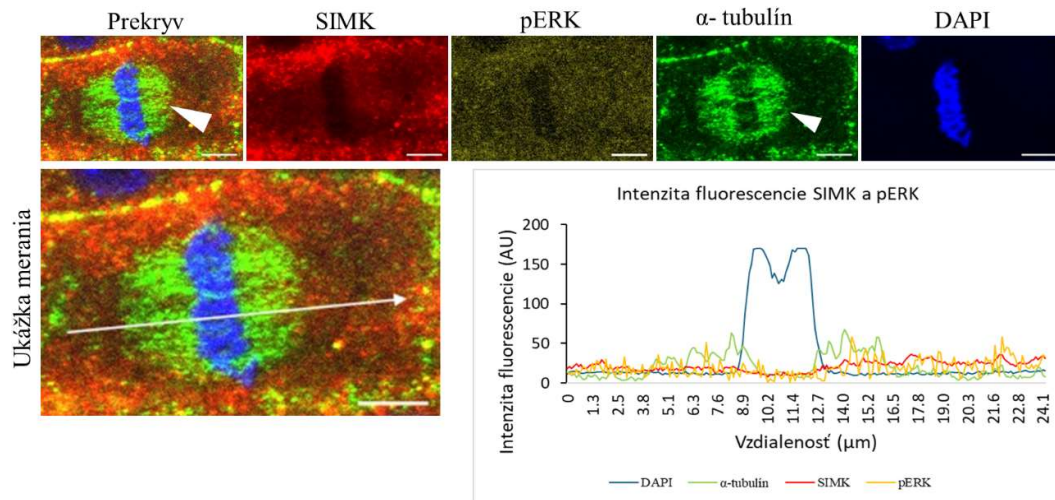 Prekryv SIMK pERK α- tubulín DAPI
Ukážka merania
Intenzita fluorescencie SIMK a pERK
Intenzita fluorescencie (AU)
200
150
100
50
0
0 1.3 2.5 3.8 5.1 6.3 7.6 8.9 10.2 11.4 12.7 14.0 15.2 16.5 17.8 19.0 20.3 21.6 22.8 24.1
Vzdialenosť (µm)
DAPI α-tubulín SIMK pERK